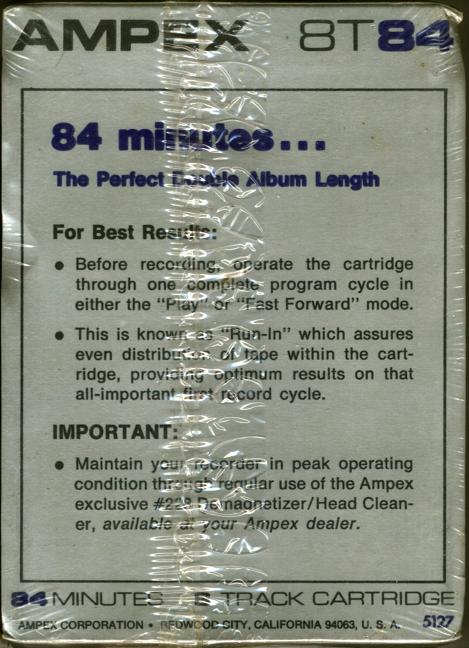 AMPEX 8T84
84 minutes...
The Perfect Double Album Length
For Best Results:
• Before recording, operate the cartridge
through one complete program cycle in
either the "Play" or "Fast Forward" mode.
• This is known as "Run-In" which assures
even distribution of tape within the cart-
ridge, providing optimum results on that
all-important first record cycle.
IMPORTANT:
• Maintain your recorder in peak operating
condition through regular use of the Ampex
exclusive #228 Demagnetizer/Head Clean-
er, available at your Ampex dealer.
84 MINUTES 8 TRACK CARTRIDGE
AMPEX CORPORATION • REDWOOD CITY, CALIFORNIA 94063, U. S. A. 5127